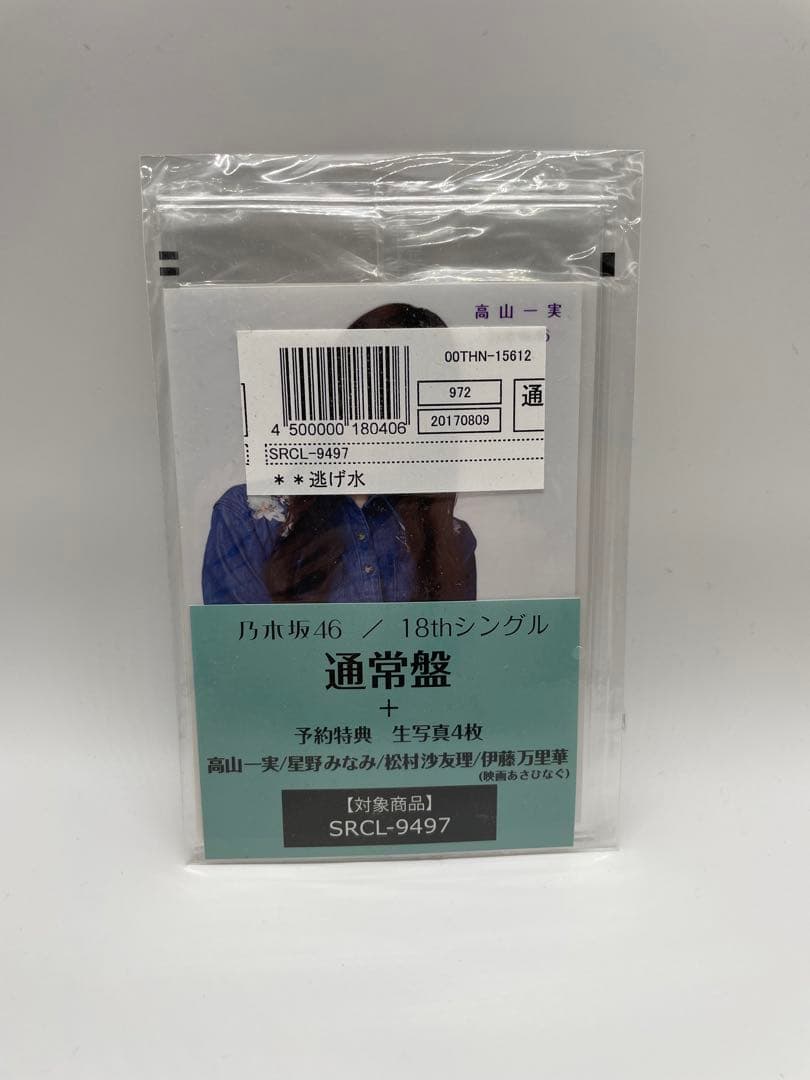 高山一実
6
00THN-15612
972
通
4 500000 180406
20170809
SRCL-9497
**逃げ水
乃木坂46 / 18thシングル
通常盤
+
予約特典 生写真4枚
高山一実/星野みなみ/松村沙友理/伊藤万里華
(映画あさひなぐ)
【対象商品】
SRCL-9497